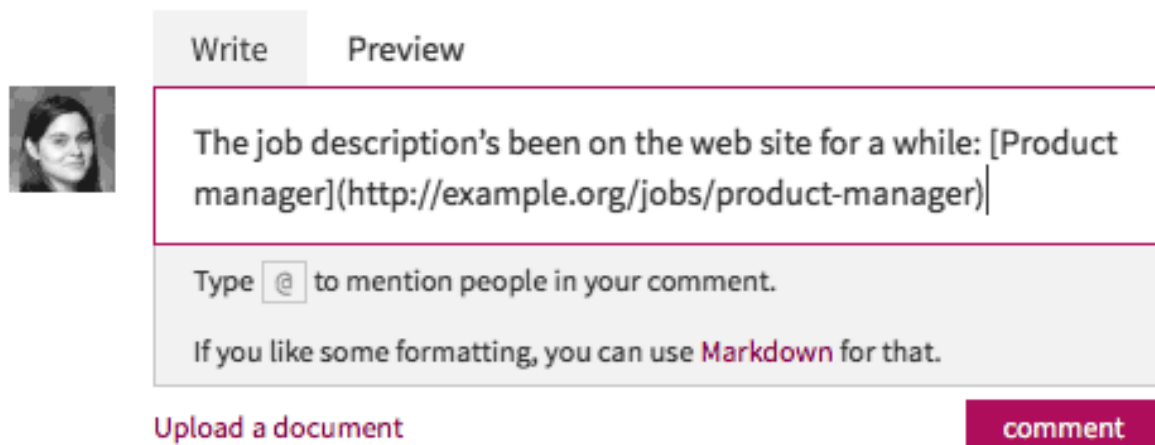 Write Preview
The job description’s been on the web site for a while: [Product
manager](http://example.org/jobs/product-manager)
Type @ to mention people in your comment.
If you like some formatting, you can use Markdown for that.
Upload a document comment